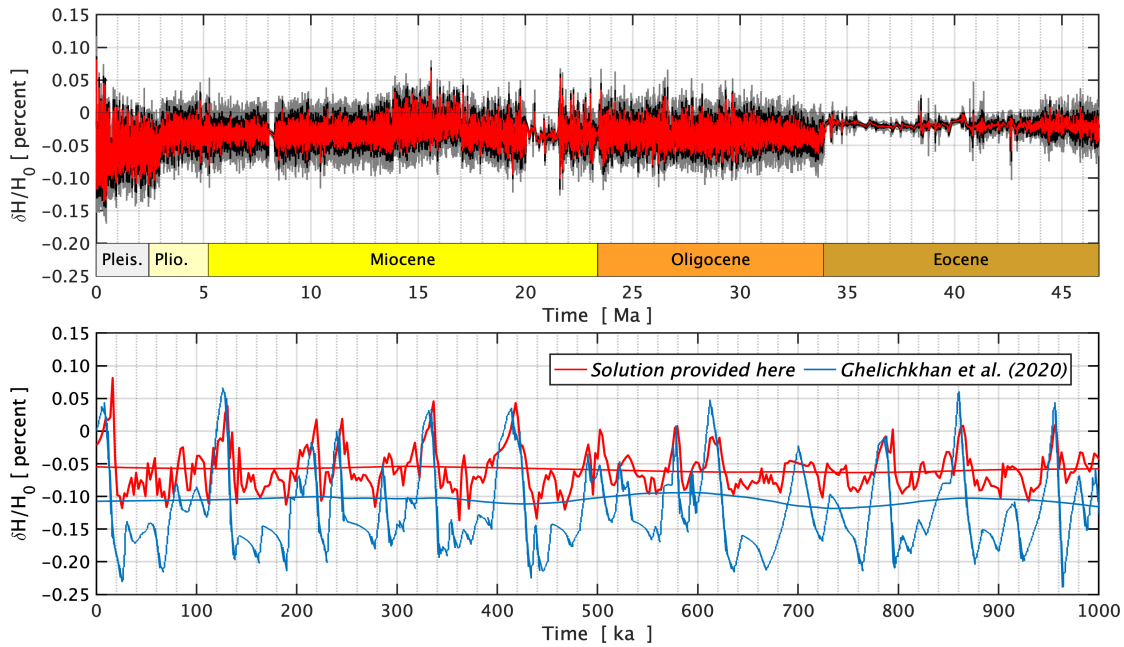 0.15
0.10
0.05
0
−0.05
−0.10
−0.15
−0.20
−0.25
δH/H0 [ percent ]
Pleis. Plio. Miocene Oligocene Eocene
0 5 10 15 20 25 30 35 40 45
Time [ Ma ]
0.15
0.10
0.05
0.00
−0.05
−0.10
−0.15
−0.20
−0.25
δH/H0 [ percent ]
Solution provided here Ghelichkhan et al. (2020)
0 100 200 300 400 500 600 700 800 900 1000
Time [ ka ]